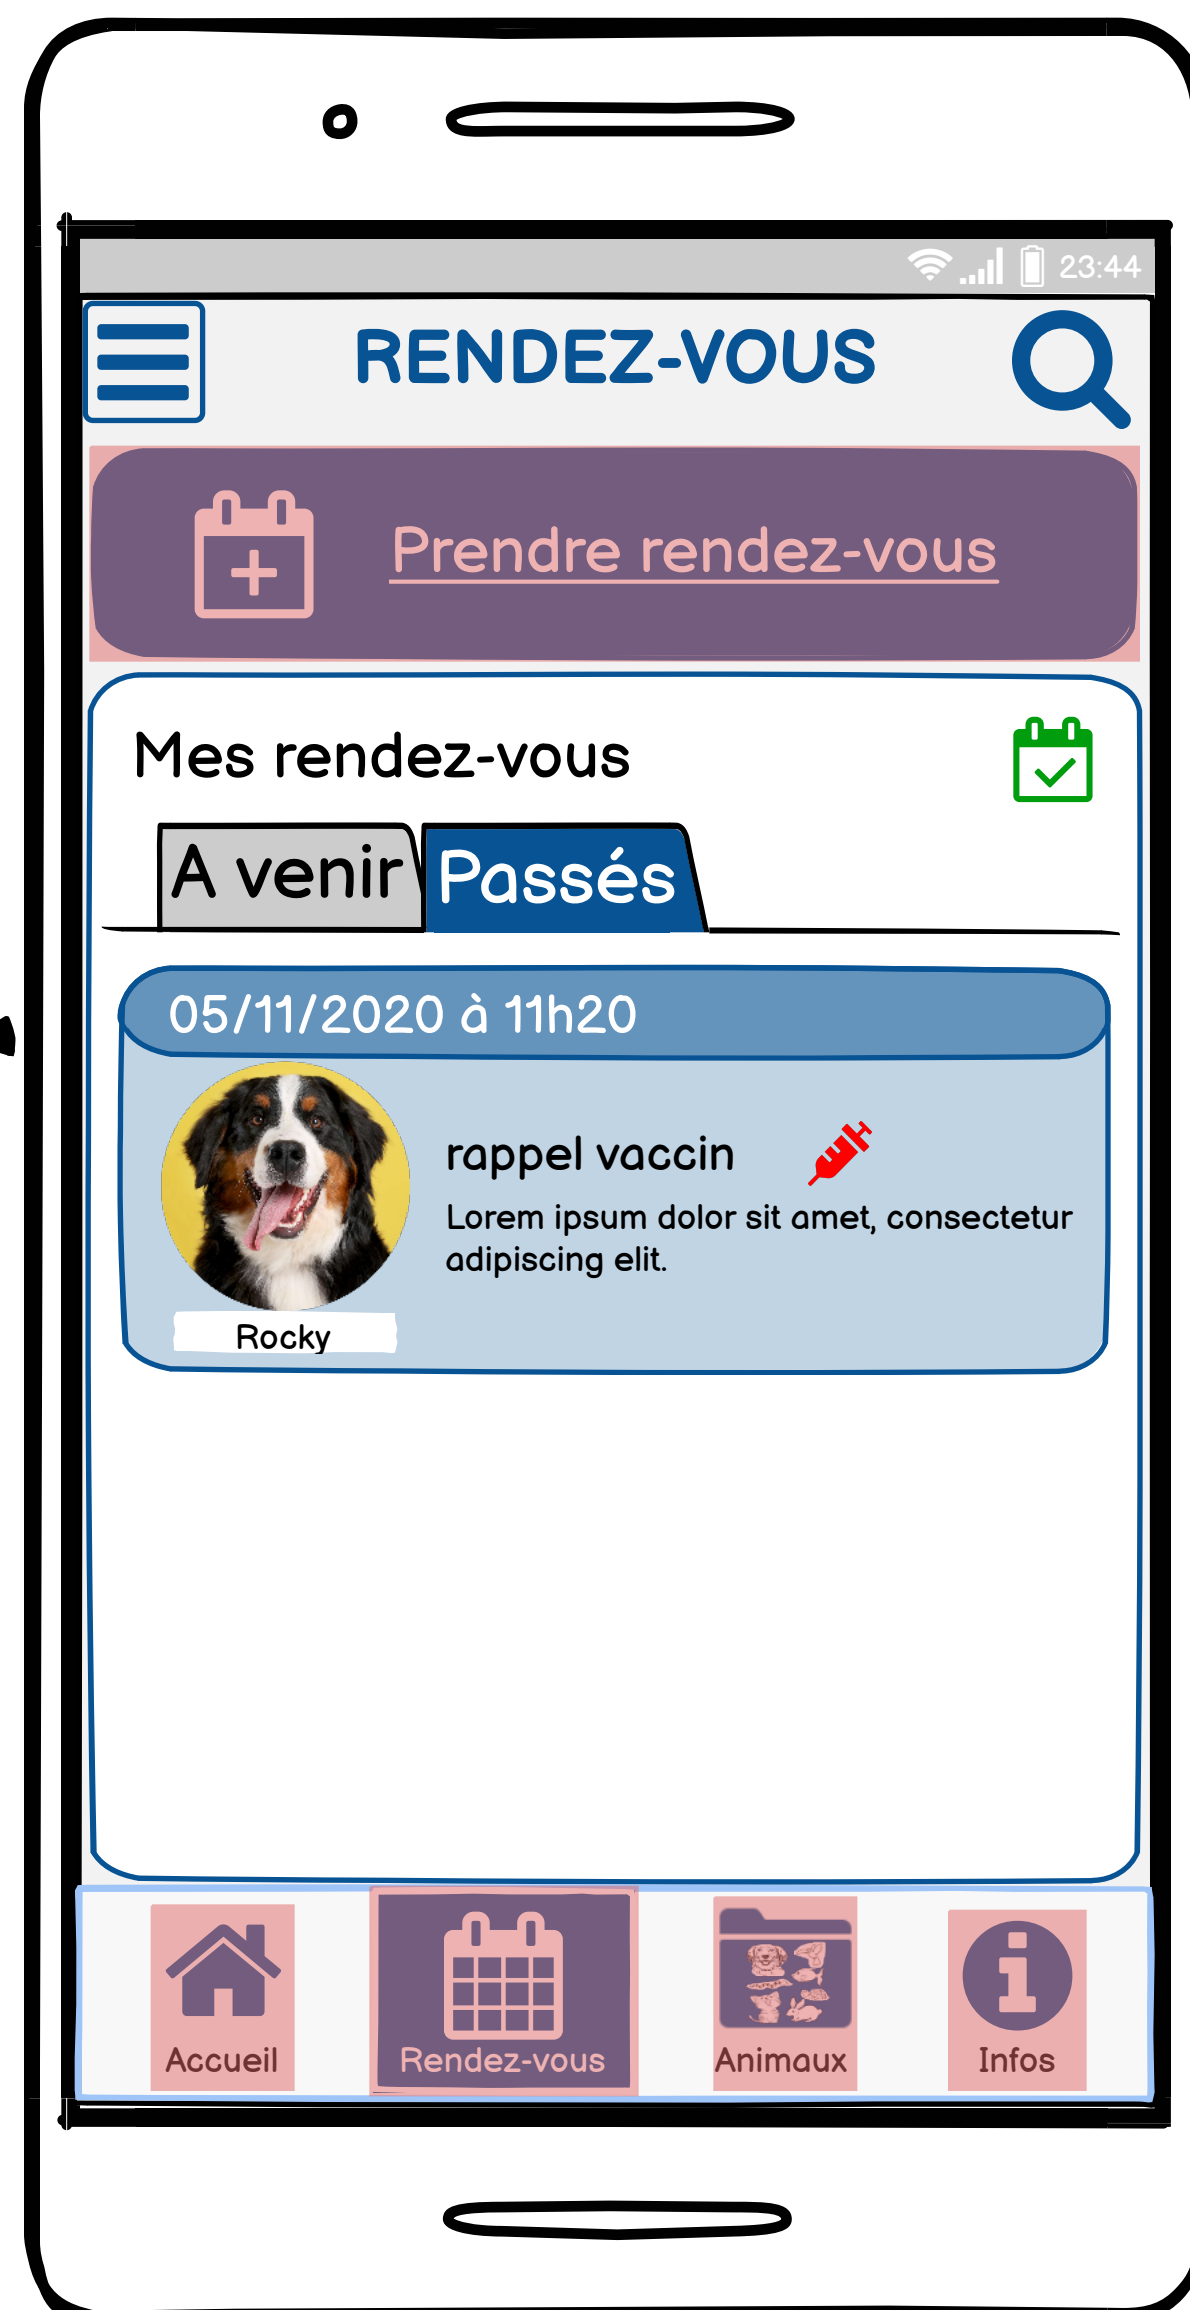 23:44
RENDEZ-VOUS
Prendre rendez-vous
Mes rendez-vous
A venir
Passés
05/11/2020 à 11h20
rappel vaccin
Lorem ipsum dolor sit amet, consectetur
adipiscing elit.
Rocky
Accueil
Rendez-vous
Animaux
Infos